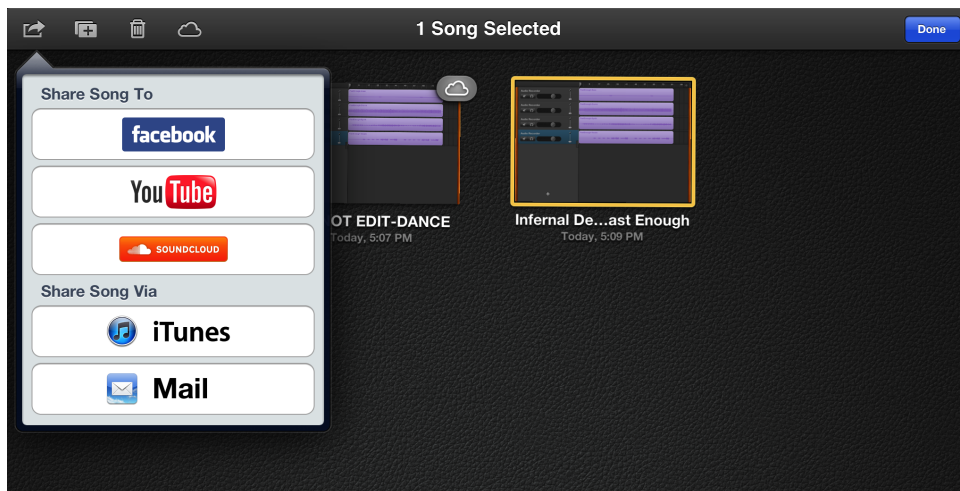 1 Song Selected
Done
Share Song To
facebook
YouTube
SOUNDCLOUD
Share Song Via
iTunes
Mail
OT EDIT-DANCE
Today, 5:07 PM
Infernal De...ast Enough
Today, 5:09 PM